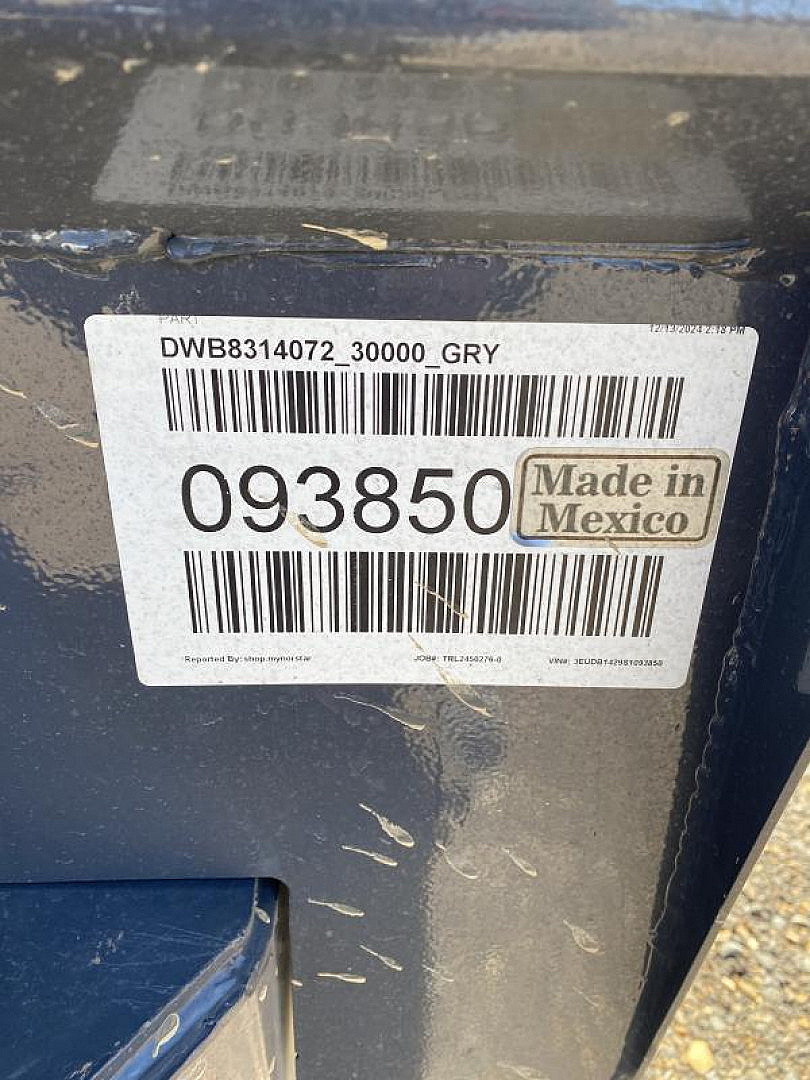 PART
12/13/2024 2:18 PM
DWB8314072_30000_GRY
093850
Made in
Mexico
Reported By: shop.mynorstar
JOB#: TRL2450276-0
VIN#: 3EUDB1429S1093850